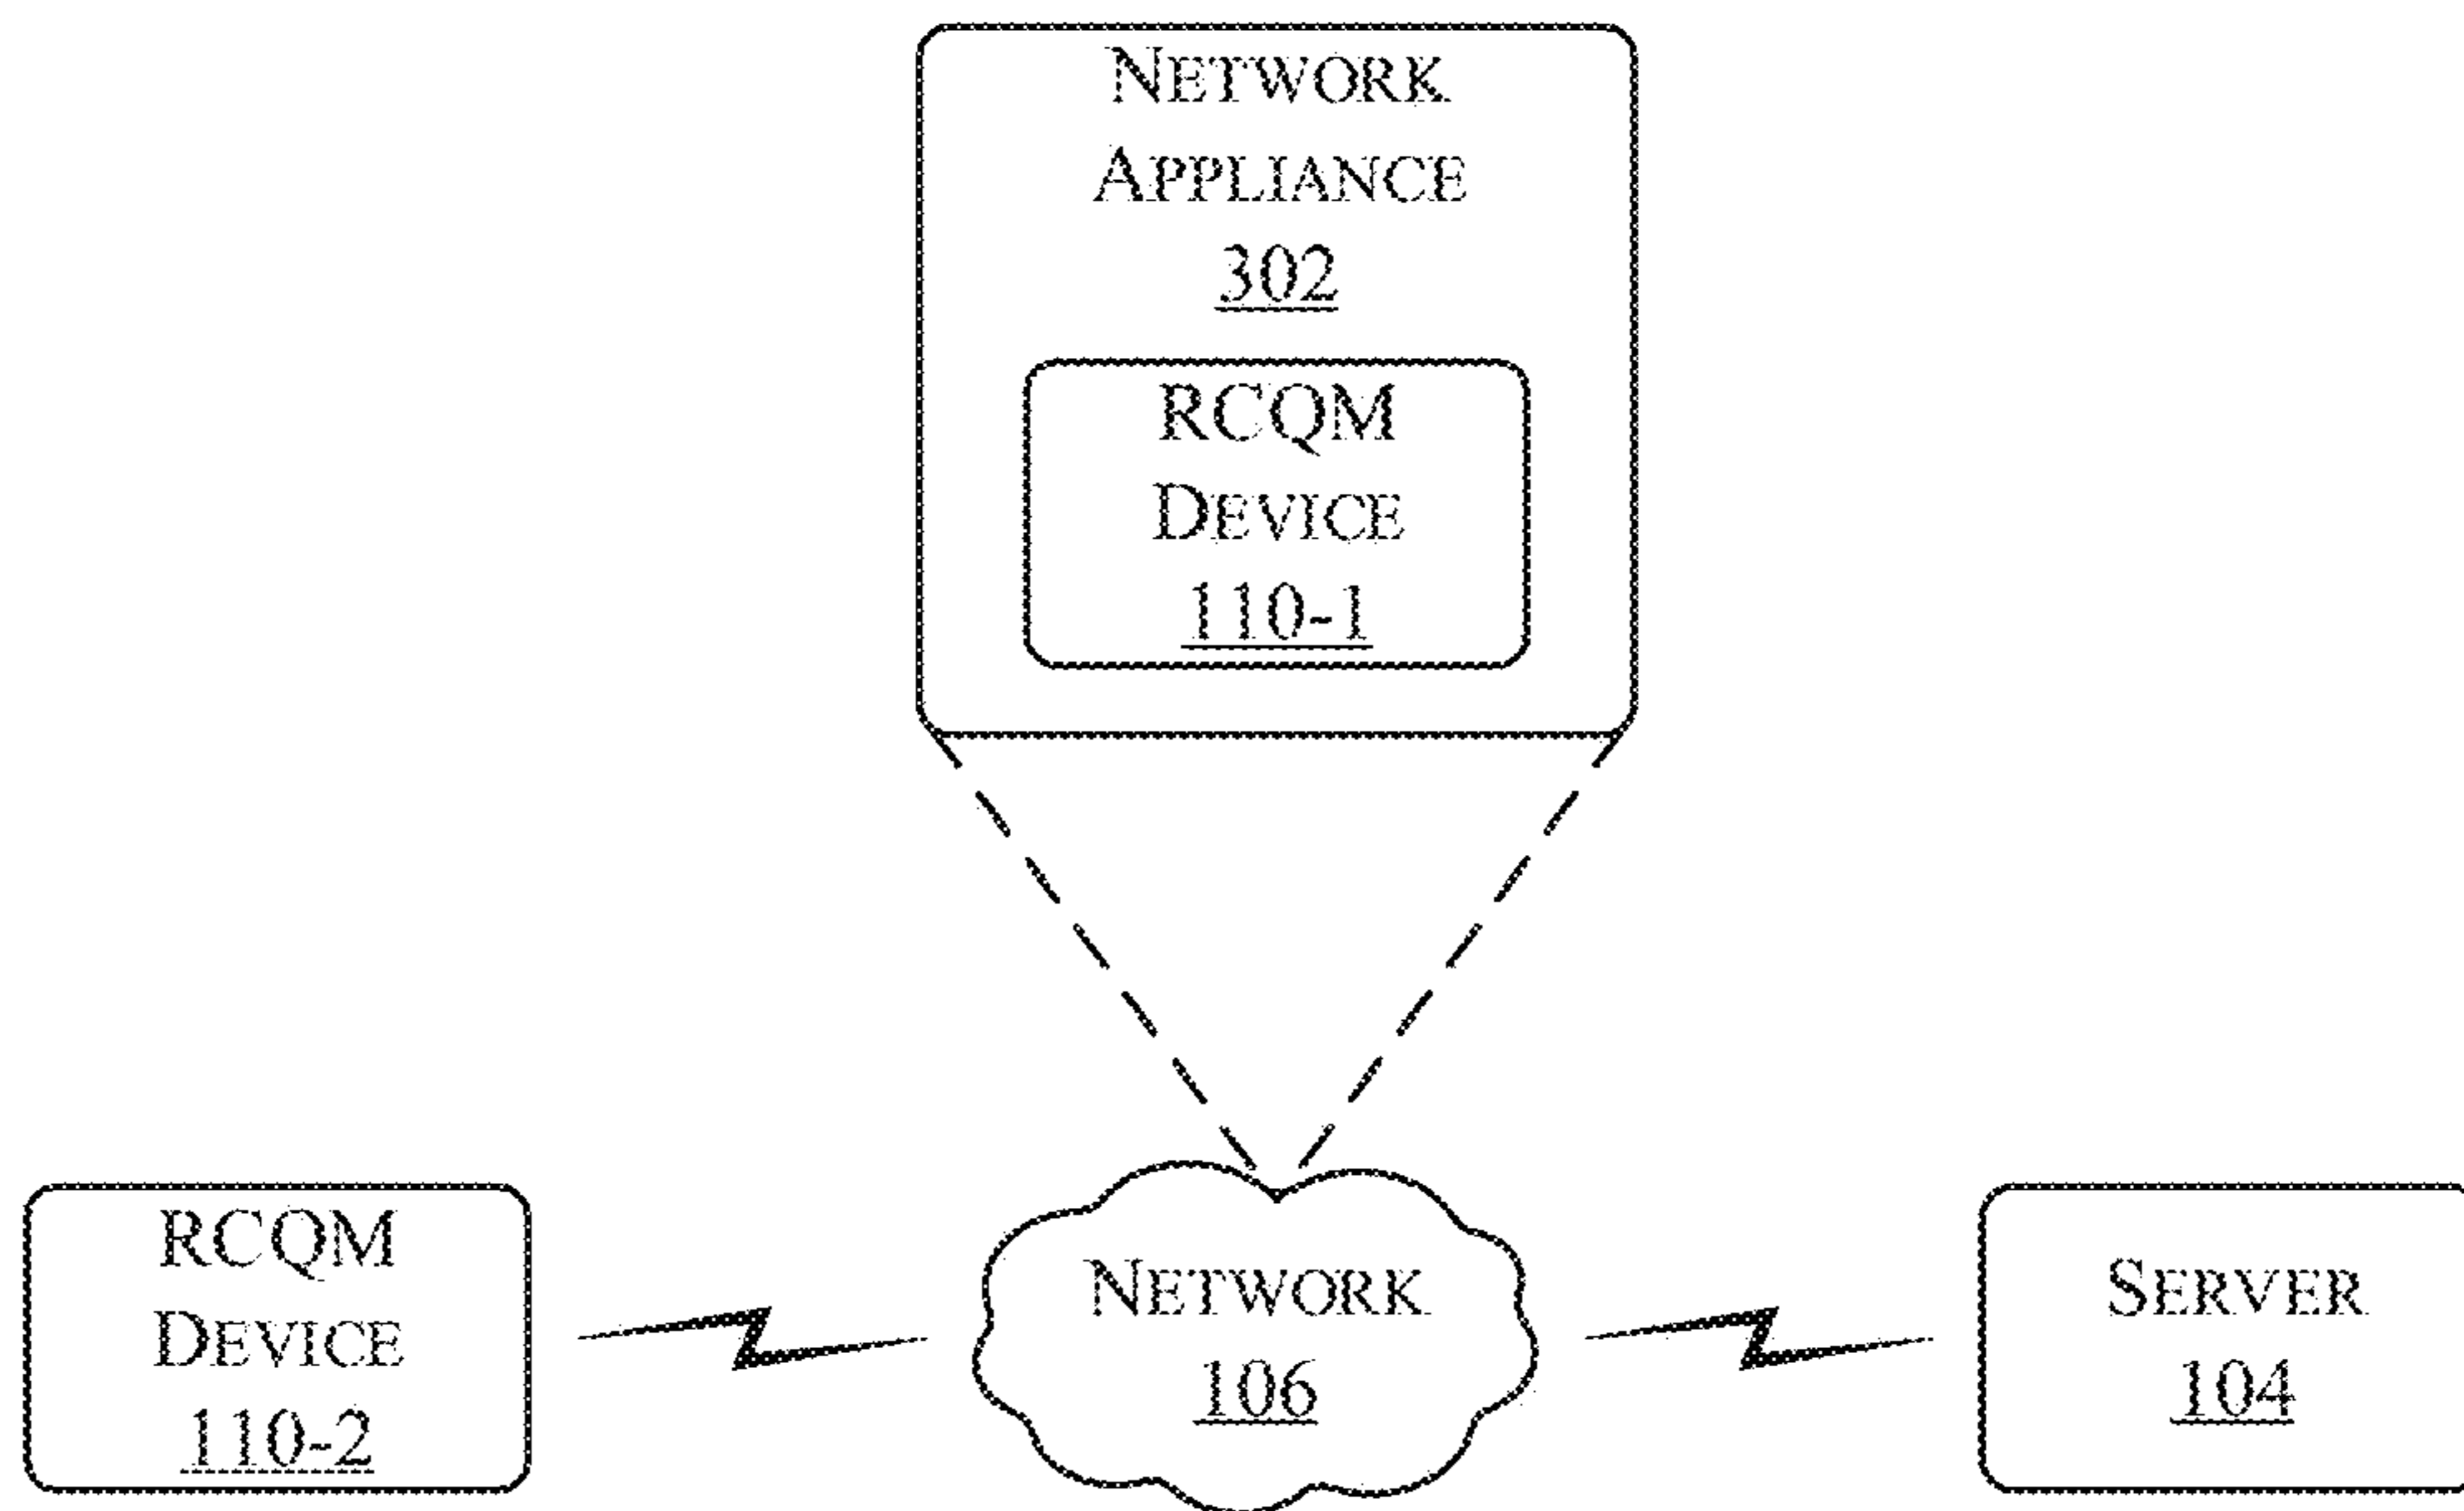 NETWORK
APPLIANCE
302
RCQM
DEVICE
110-1
RCQM
DEVICE
110-2
NETWORK
106
SERVER
104